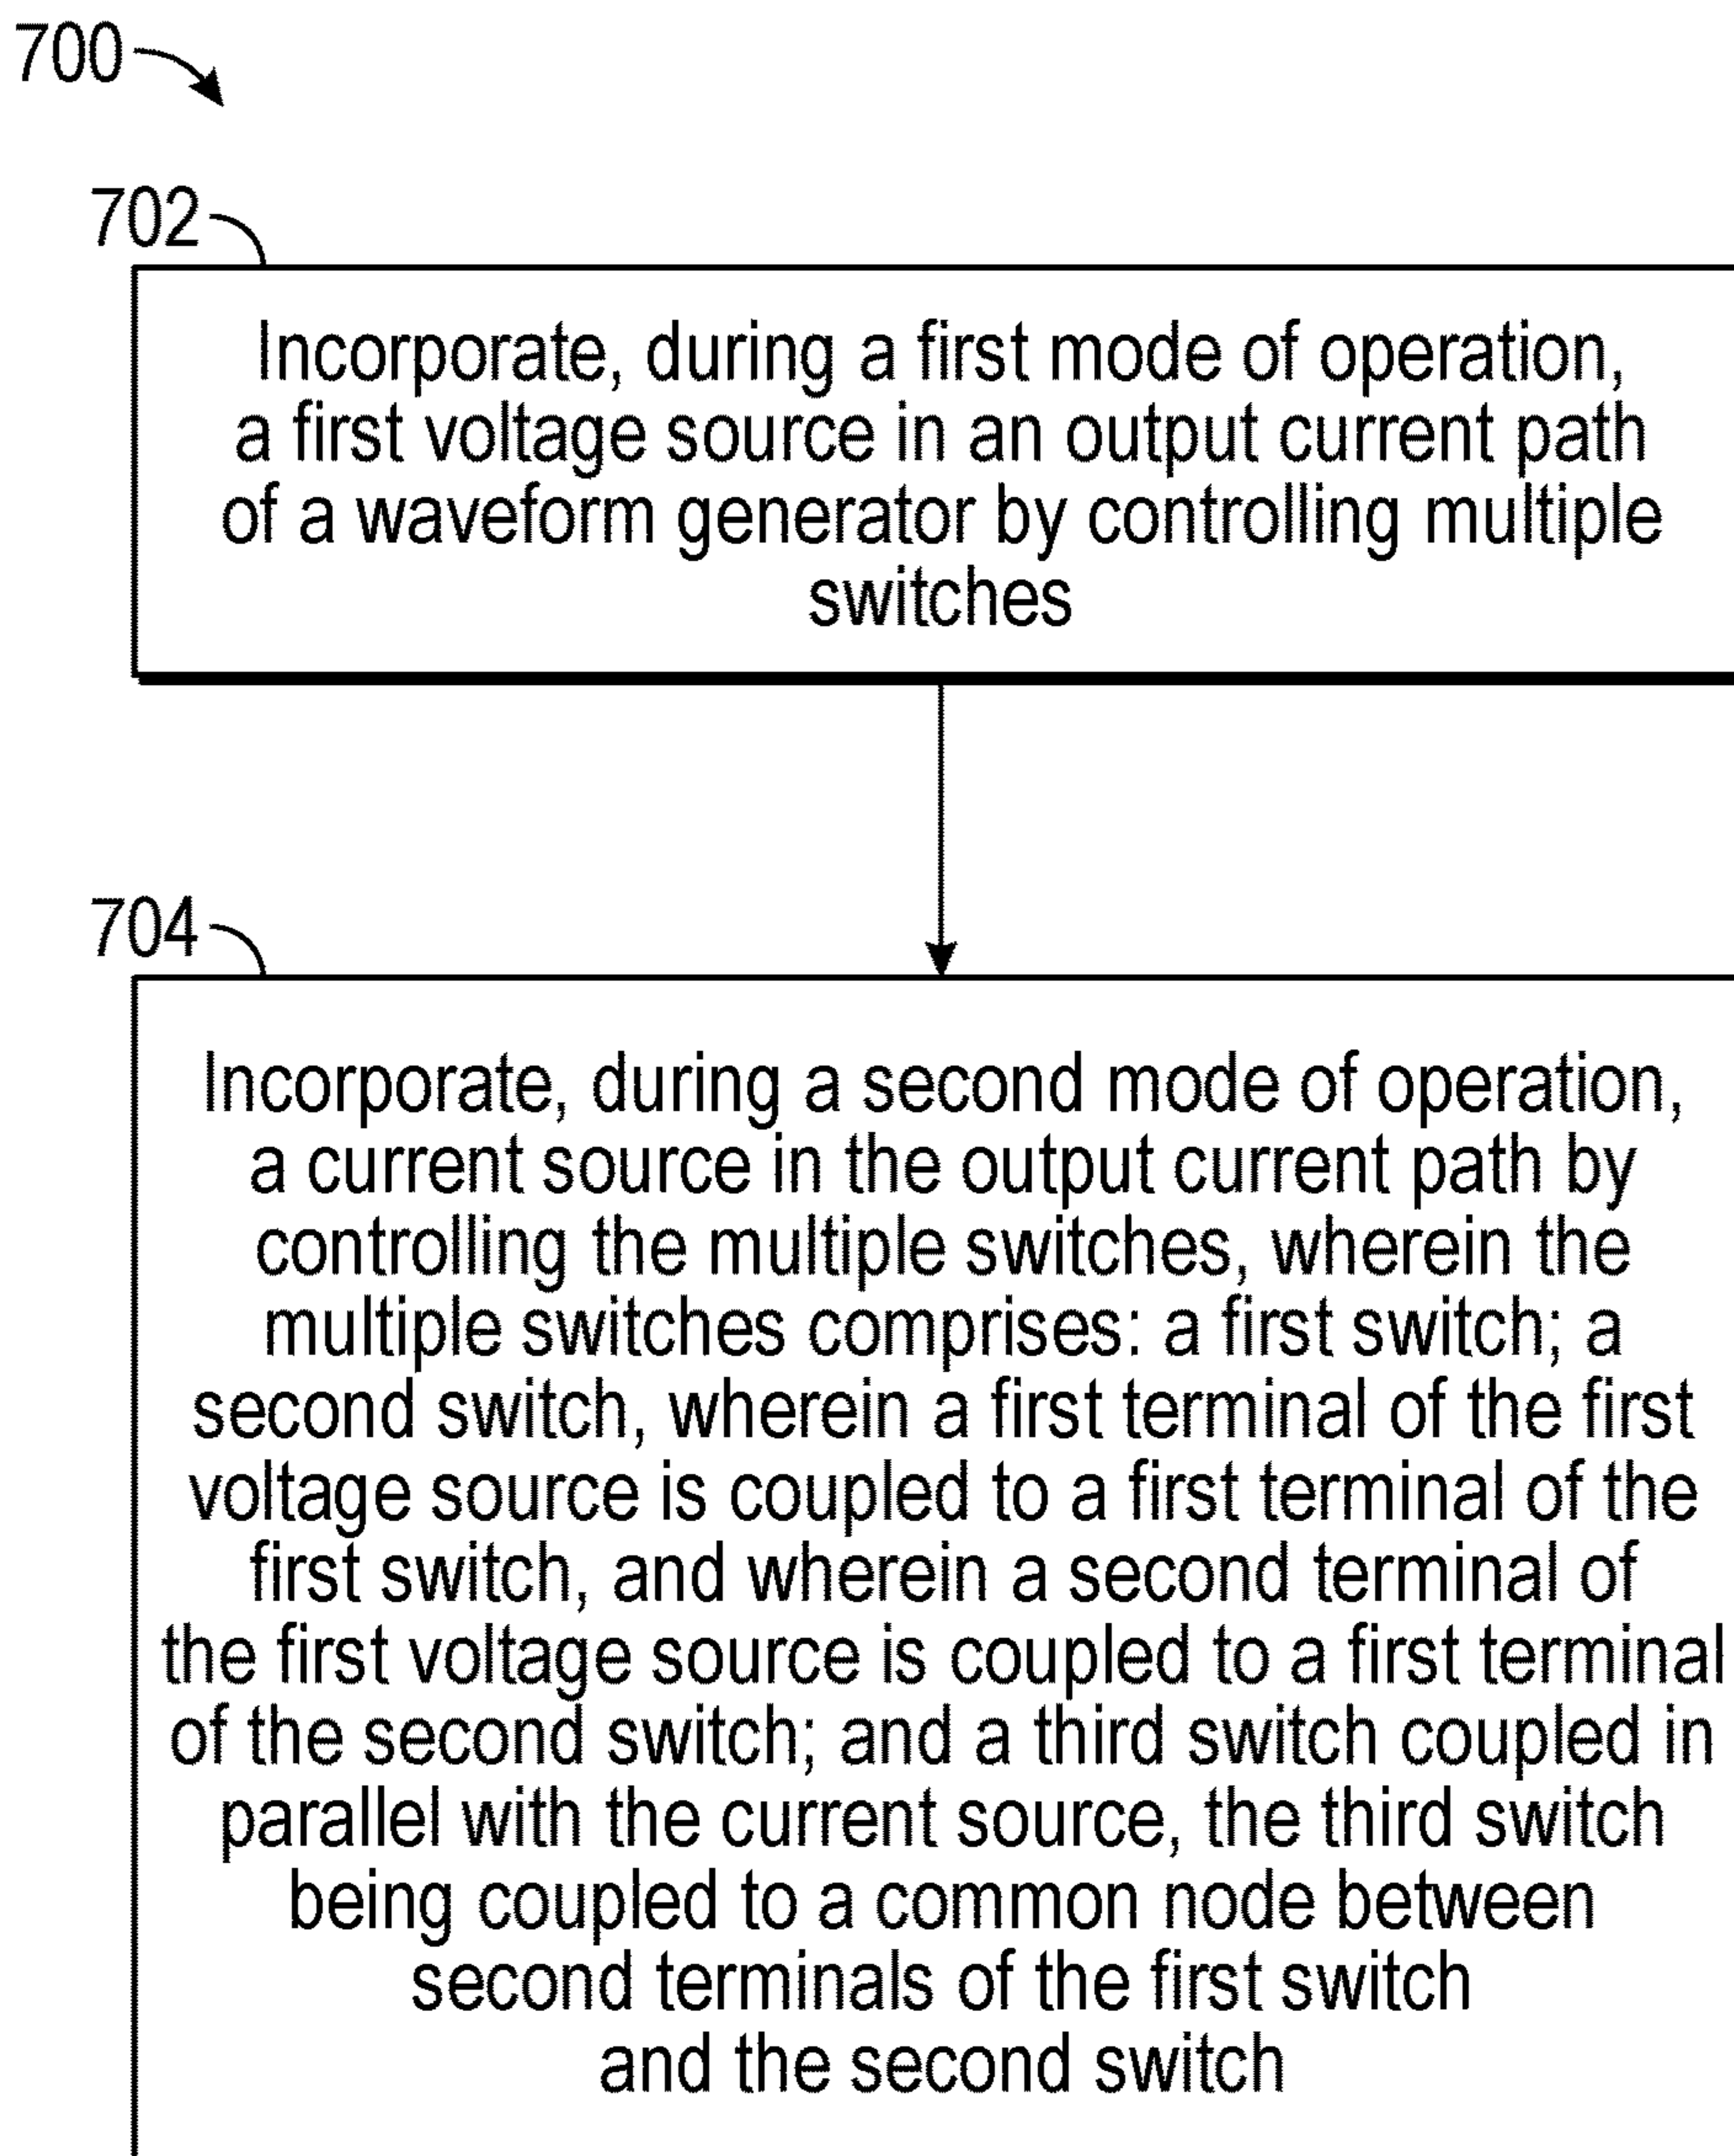 700
702
Incorporate, during a first mode of operation,
a first voltage source in an output current path
of a waveform generator by controlling multiple
switches
704
Incorporate, during a second mode of operation,
a current source in the output current path by
controlling the multiple switches, wherein the
multiple switches comprises: a first switch; a
second switch, wherein a first terminal of the first
voltage source is coupled to a first terminal of the
first switch, and wherein a second terminal of
the first voltage source is coupled to a first terminal
of the second switch; and a third switch coupled in
parallel with the current source, the third switch
being coupled to a common node between
second terminals of the first switch
and the second switch